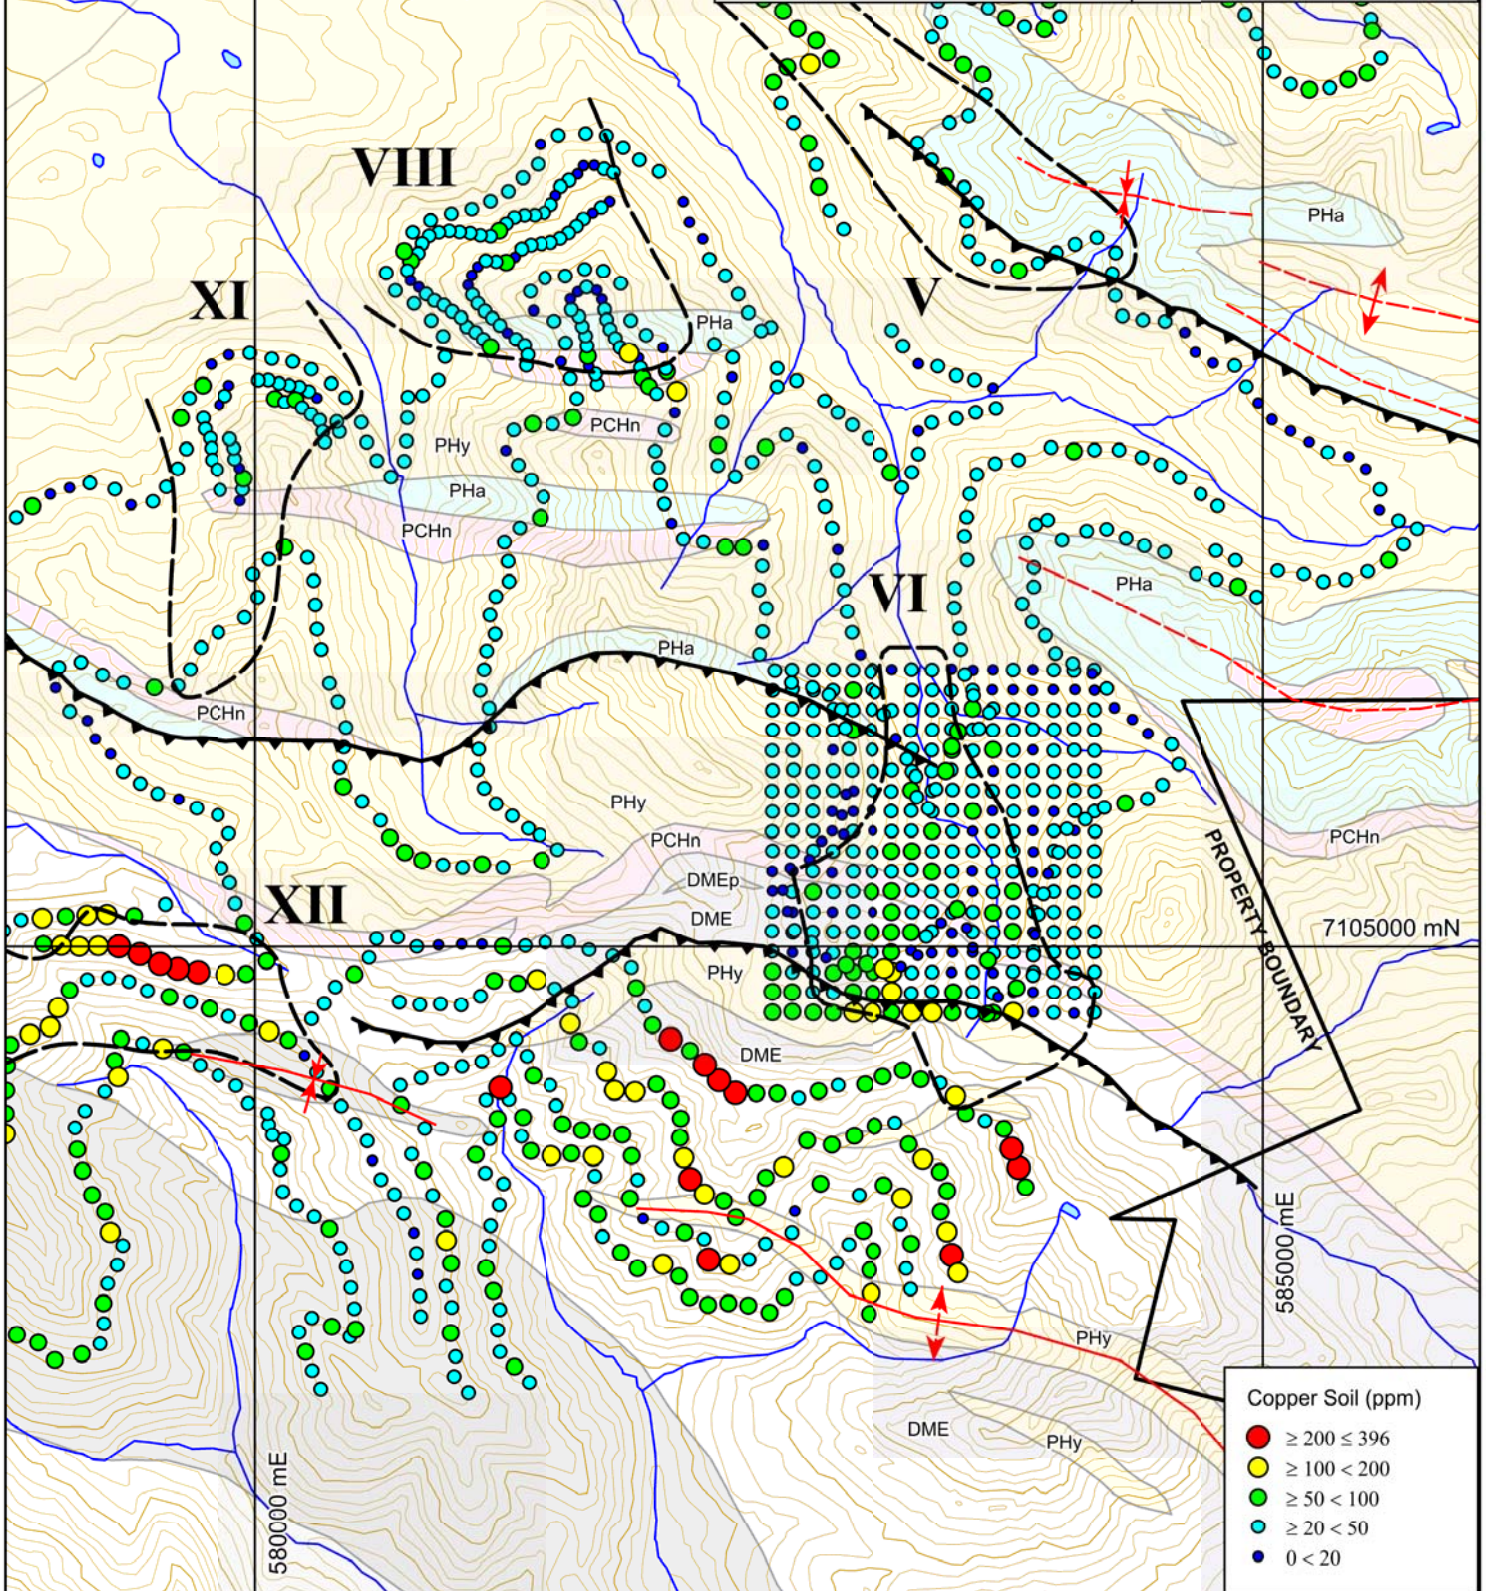 VIII
PHa
XI
V
PHa
PCHn
PHy
PHa
PCHn
PHa
VI
PHa
PCHn
PHy
PCHn
PCHn
DMEp
XII
DME
7105000 mN
PHy
PROPERTY BOUNDARY
DME
585000 mE
PHy
DME
PHy
580000 mE
Copper Soil (ppm)
≥ 200 ≤ 396
≥ 100 < 200
≥ 50 < 100
≥ 20 < 50
0 < 20